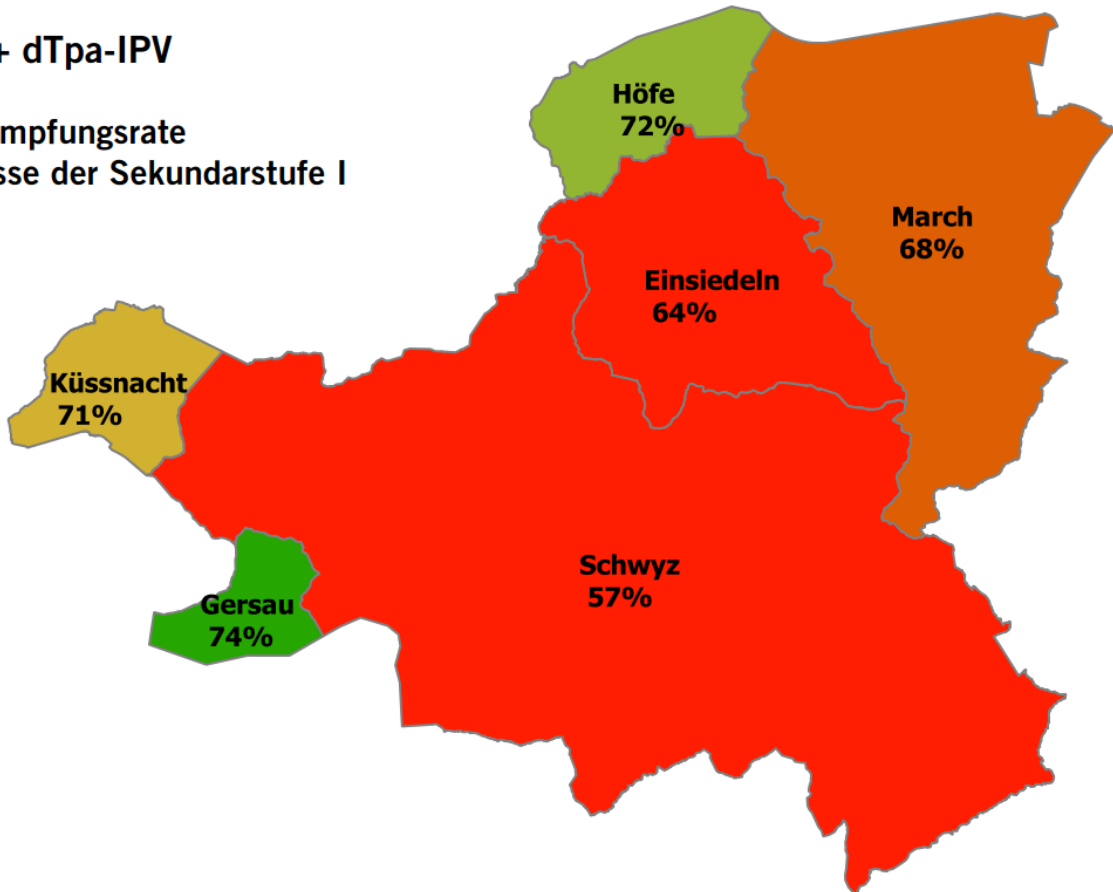 + dTpa-IPV
mpfungsrate
sse der Sekundarstufe I
Höfe
72%
March
68%
Einsiedeln
64%
Küssnacht
71%
Schwyz
57%
Gersau
74%